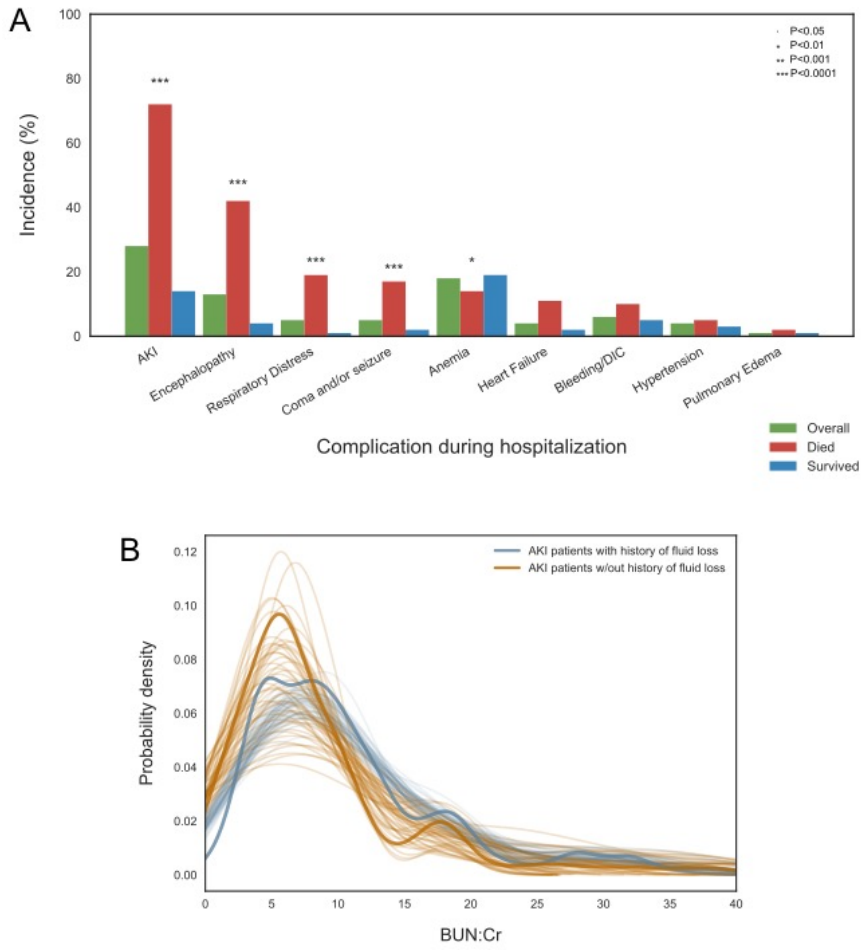 A
100
80
60
40
20
0
Incidence (%)
· P<0.05
* P<0.01
** P<0.001
*** P<0.0001
***
***
***
***
*
AKI
Encephalopathy
Respiratory Distress
Coma and/or seizure
Anemia
Heart Failure
Bleeding/DIC
Hypertension
Pulmonary Edema
Complication during hospitalization
Overall
Died
Survived
B
0.12
0.10
0.08
0.06
0.04
0.02
0.00
Probability density
AKI patients with history of fluid loss
AKI patients w/out history of fluid loss
0 5 10 15 20 25 30 35 40
BUN:Cr